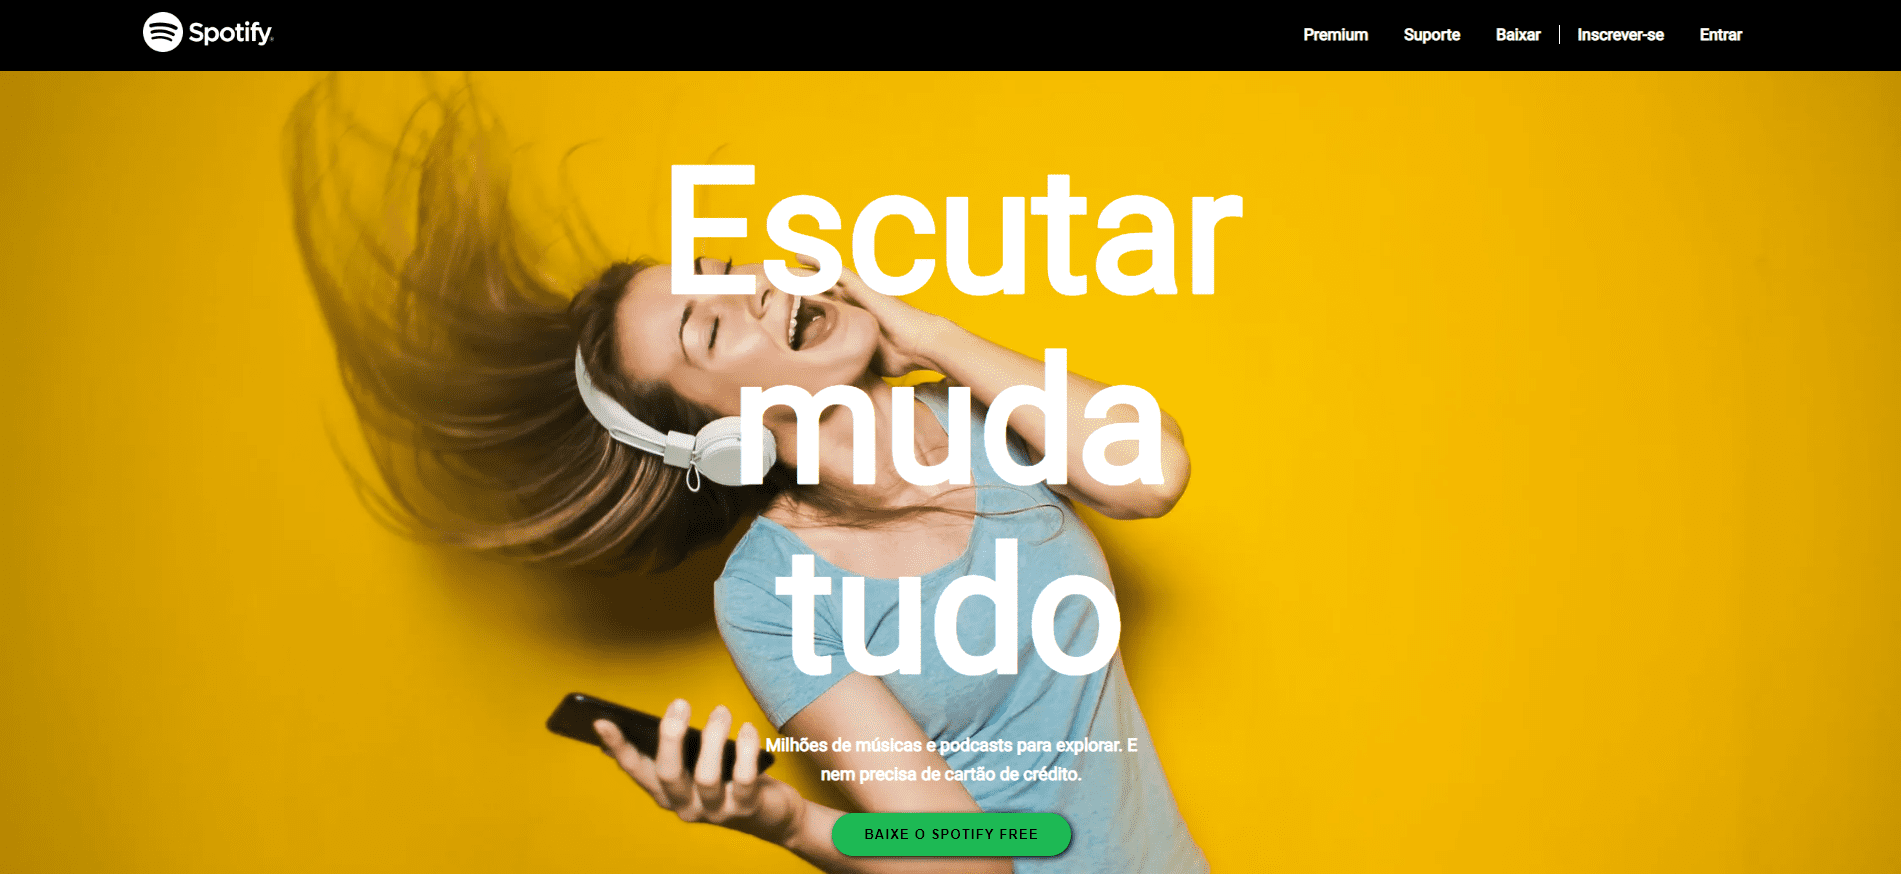 Spotify
Premium
Suporte
Baixar
Inscrever-se
Entrar
Escutar
muda
tudo
Milhões de músicas e podcasts para explorar. E
nem precisa de cartão de crédito.
BAIXE O SPOTIFY FREE